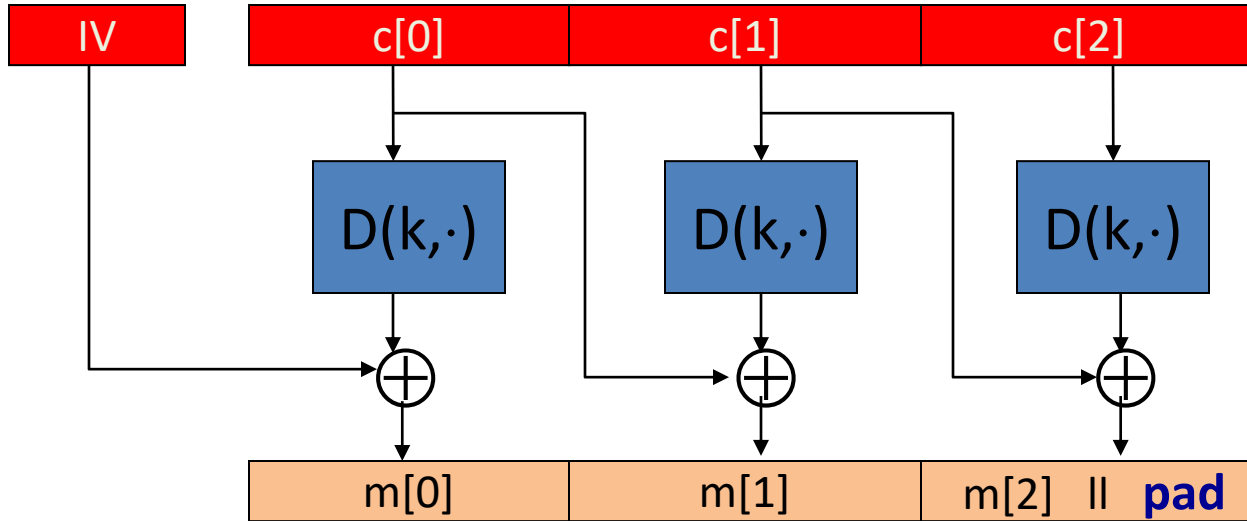 IV c[0] c[1] c[2]
D(k,·) D(k,·) D(k,·)
m[0] m[1] m[2] ll pad